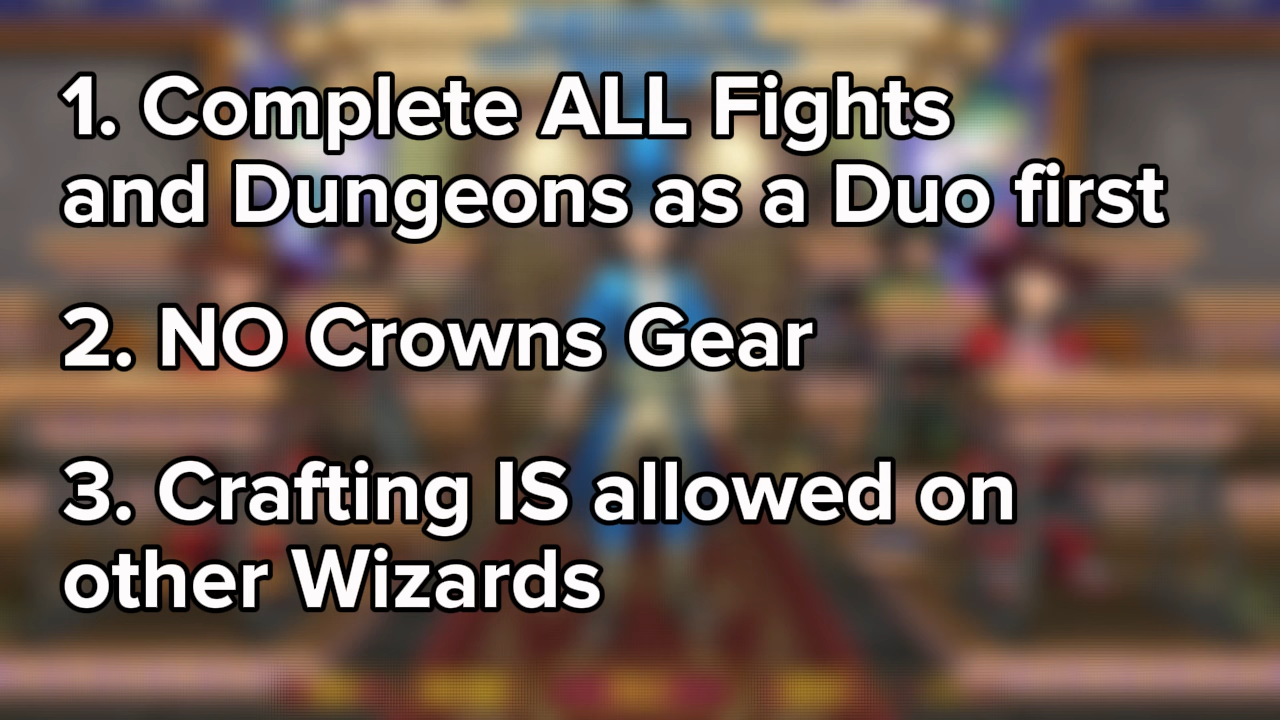 1. Complete ALL Fights
and Dungeons as a Duo first
2. NO Crowns Gear
3. Crafting IS allowed on
other Wizards